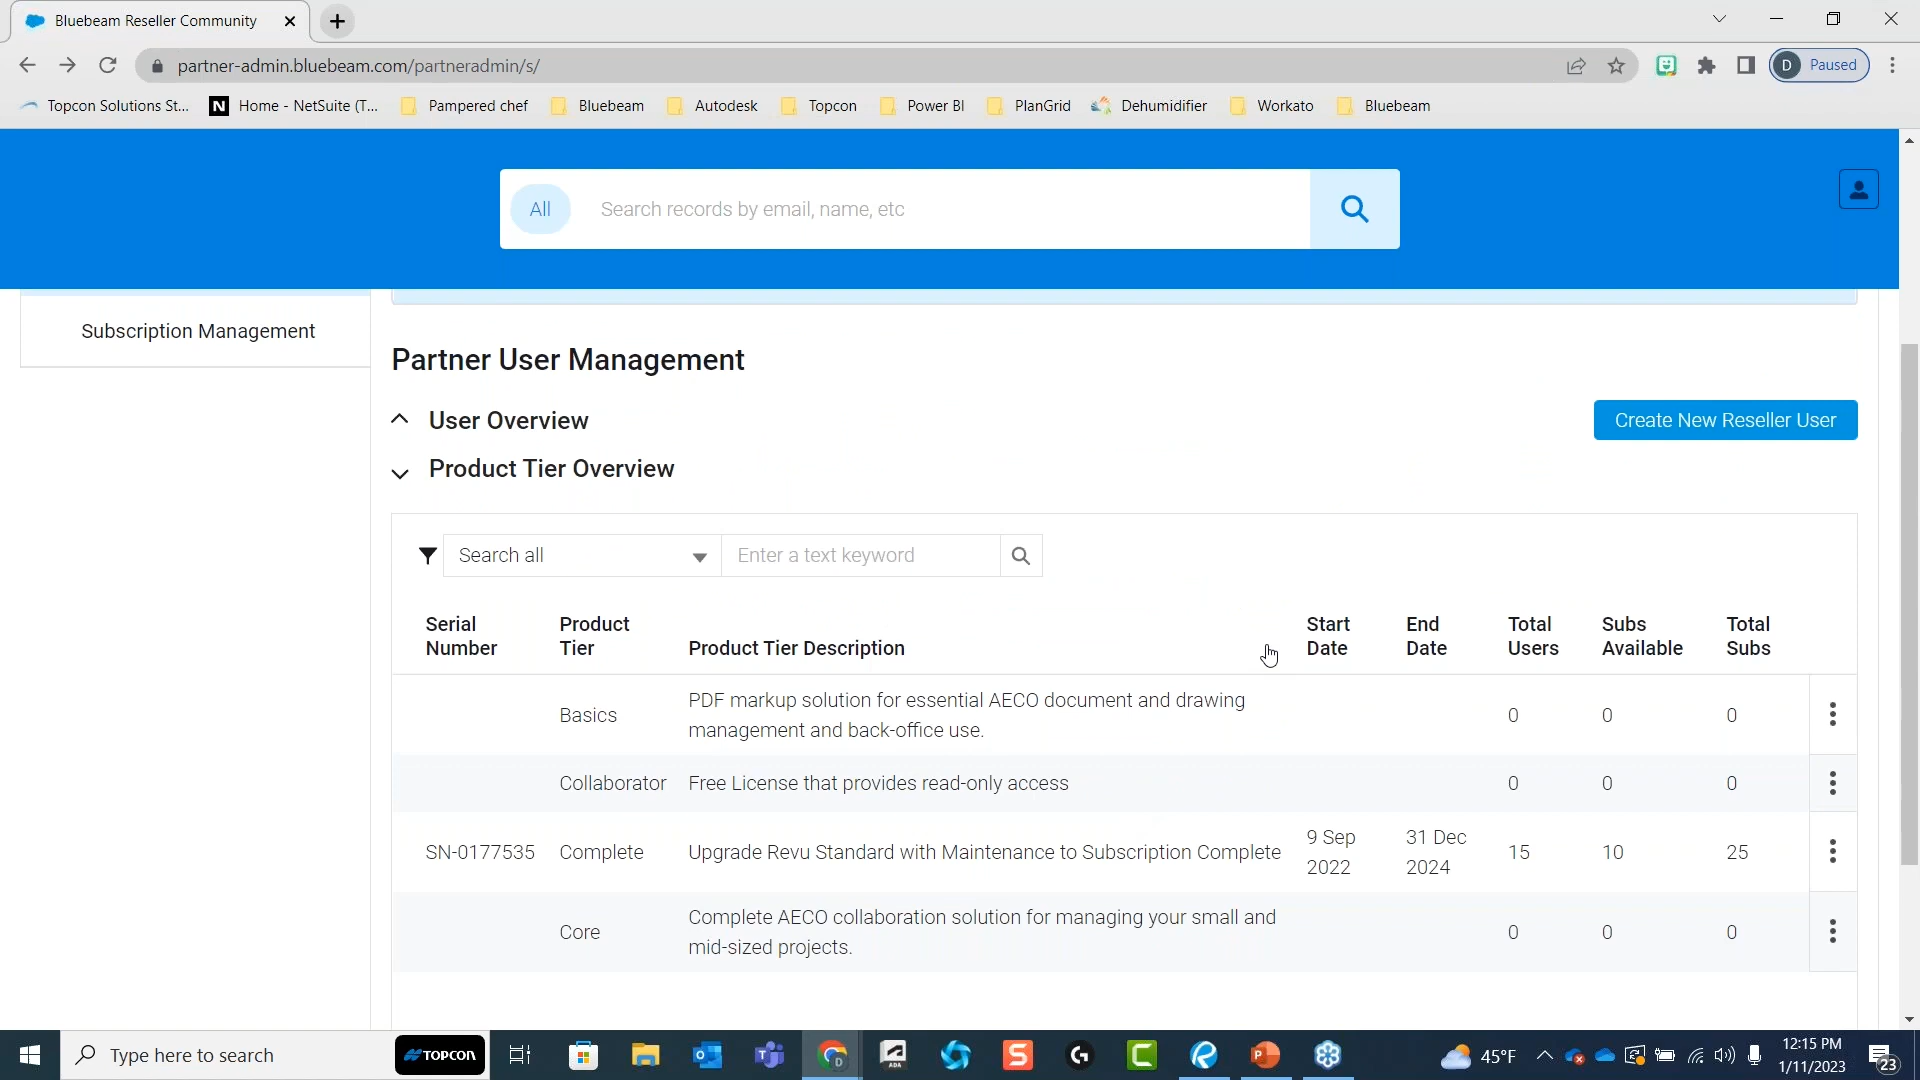 Bluebeam Reseller Community
partner-admin.bluebeam.com/partneradmin/s/
D Paused
Topcon Solutions St...
N Home - NetSuite (T...
Pampered chef
Bluebeam
Autodesk
Topcon
Power BI
PlanGrid
Dehumidifier
Workato
Bluebeam
All
Search records by email, name, etc
Subscription Management
Partner User Management
User Overview
Create New Reseller User
Product Tier Overview
Search all
Enter a text keyword
Serial Number
Product Tier
Product Tier Description
Start Date
End Date
Total Users
Subs Available
Total Subs
Basics
PDF markup solution for essential AECO document and drawing
management and back-office use.
0 0 0
Collaborator Free License that provides read-only access 0 0 0
SN-0177535 Complete Upgrade Revu Standard with Maintenance to Subscription Complete
9 Sep 2022
31 Dec 2024
15 10 25
Core
Complete AECO collaboration solution for managing your small and
mid-sized projects.
0 0 0
Type here to search
TOPCON
45°F
12:15 PM
1/11/2023
23